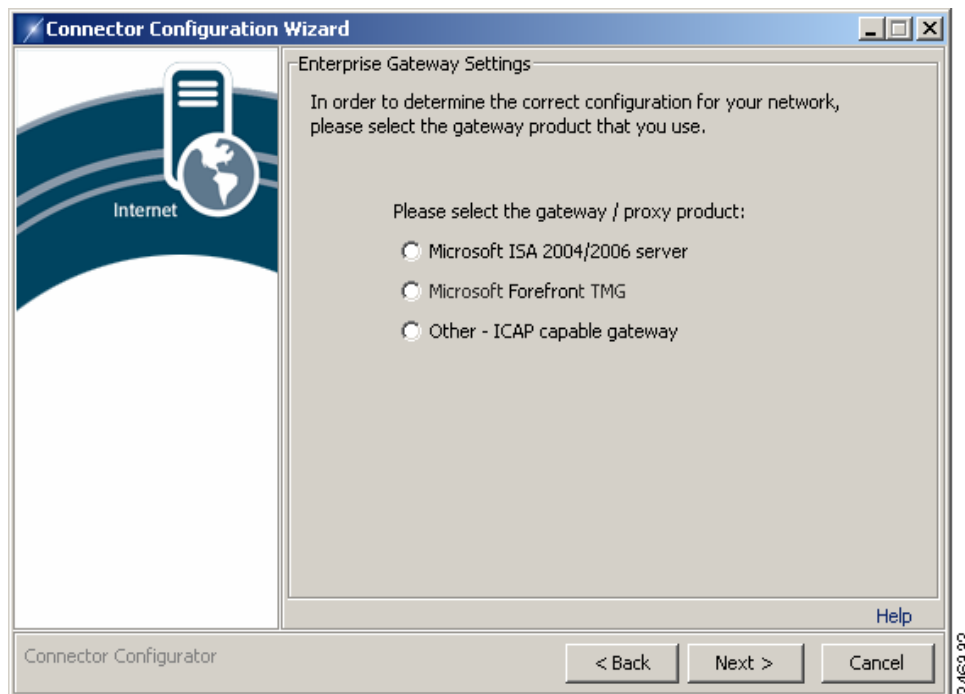 Connector Configuration Wizard
Enterprise Gateway Settings
In order to determine the correct configuration for your network,
please select the gateway product that you use.
Internet
Please select the gateway / proxy product:
Microsoft ISA 2004/2006 server
Microsoft Forefront TMG
Other - ICAP capable gateway
Help
Connector Configurator
< Back
Next >
Cancel